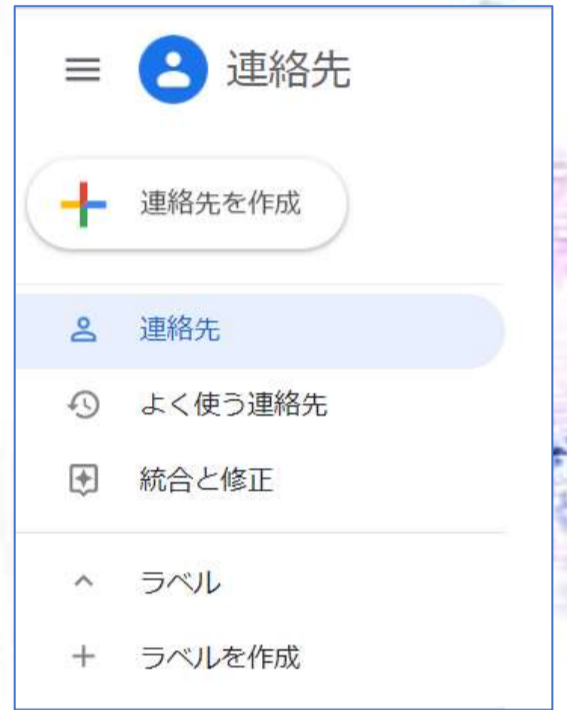 連絡先
連絡先を作成
連絡先
よく使う連絡先
統合と修正
ラベル
ラベルを作成